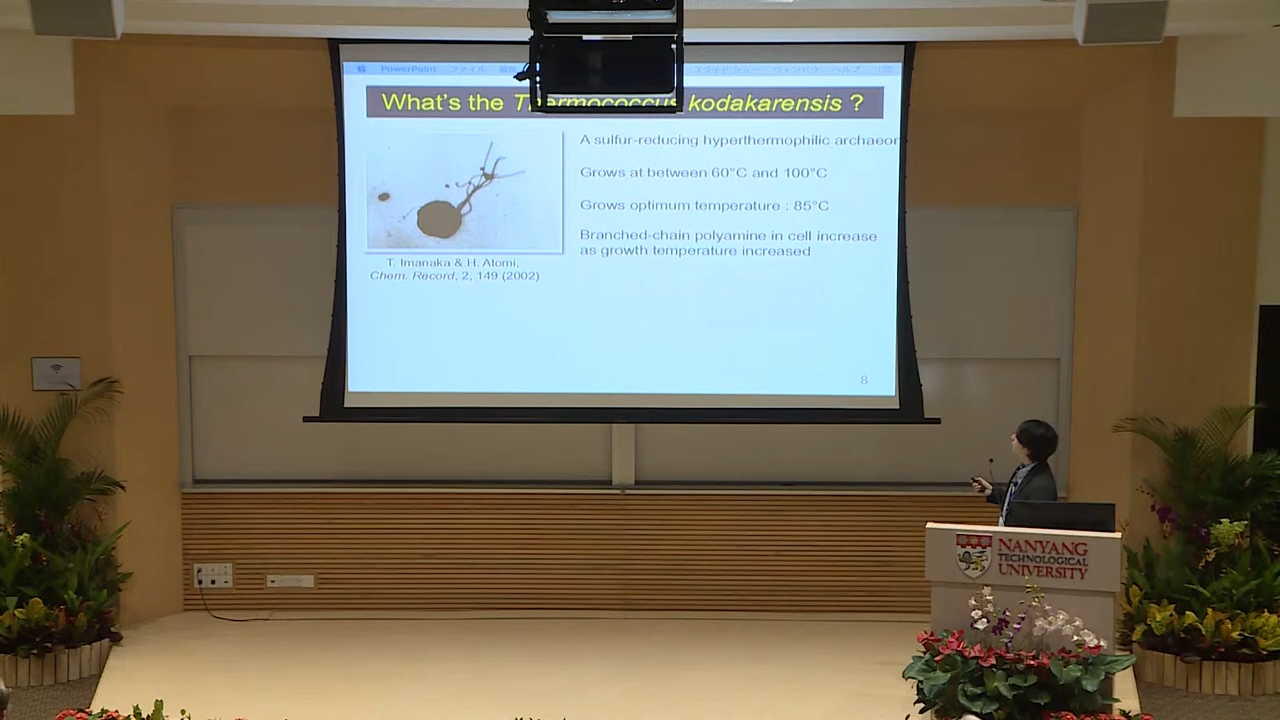 PowerPoint ファイル スライドショー ウィンドウ ヘルプ
What's the Thermococcus kodakarensis ?
A sulfur-reducing hyperthermophilic archaeon
Grows at between 60°C and 100°C
Grows optimum temperature : 85°C
Branched-chain polyamine in cell increase
as growth temperature increased
T. Imanaka & H. Atomi,
Chem. Record, 2, 149 (2002)
8
NANYANG
TECHNOLOGICAL
UNIVERSITY